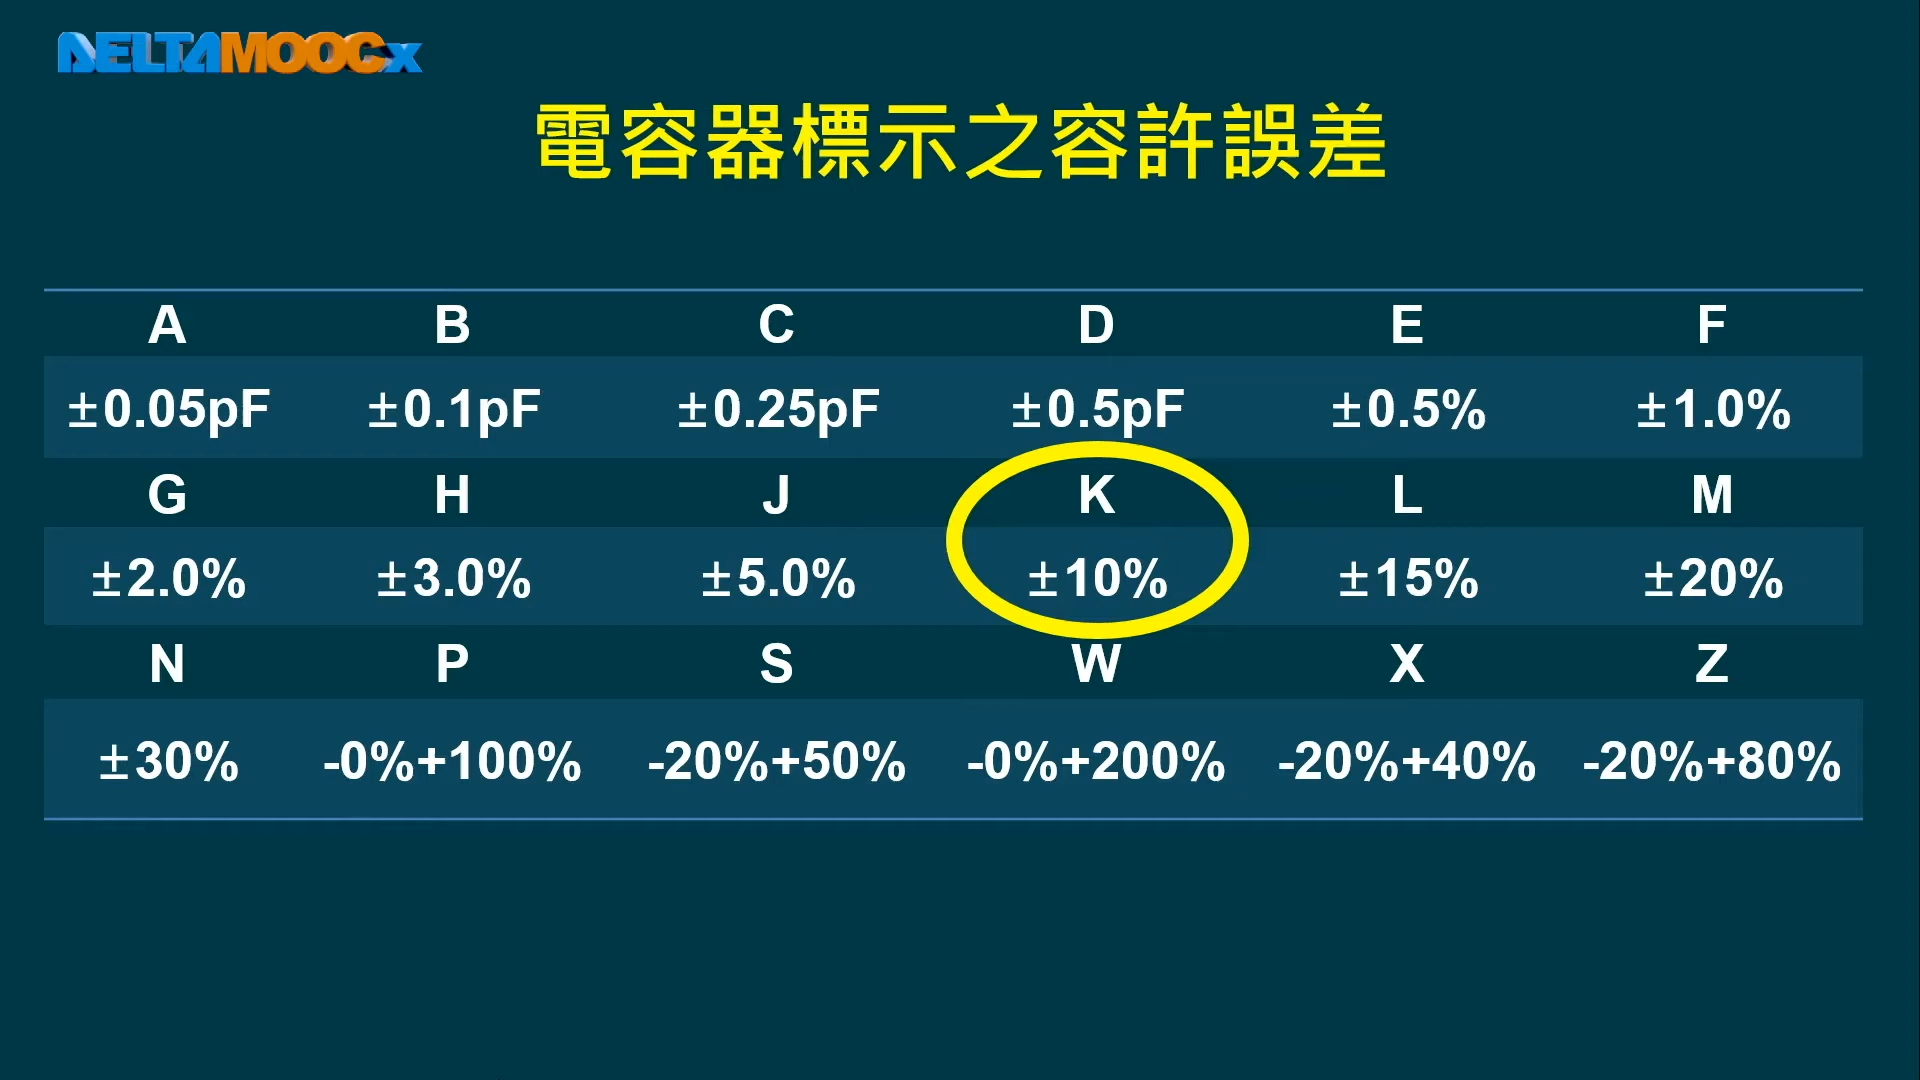 DELTAMOOCx
電容器標示之容許誤差
A B C D E F
±0.05pF ±0.1pF ±0.25pF ±0.5pF ±0.5% ±1.0%
G H J K L M
±2.0% ±3.0% ±5.0% ±10% ±15% ±20%
N P S W X Z
±30% -0%+100% -20%+50% -0%+200% -20%+40% -20%+80%